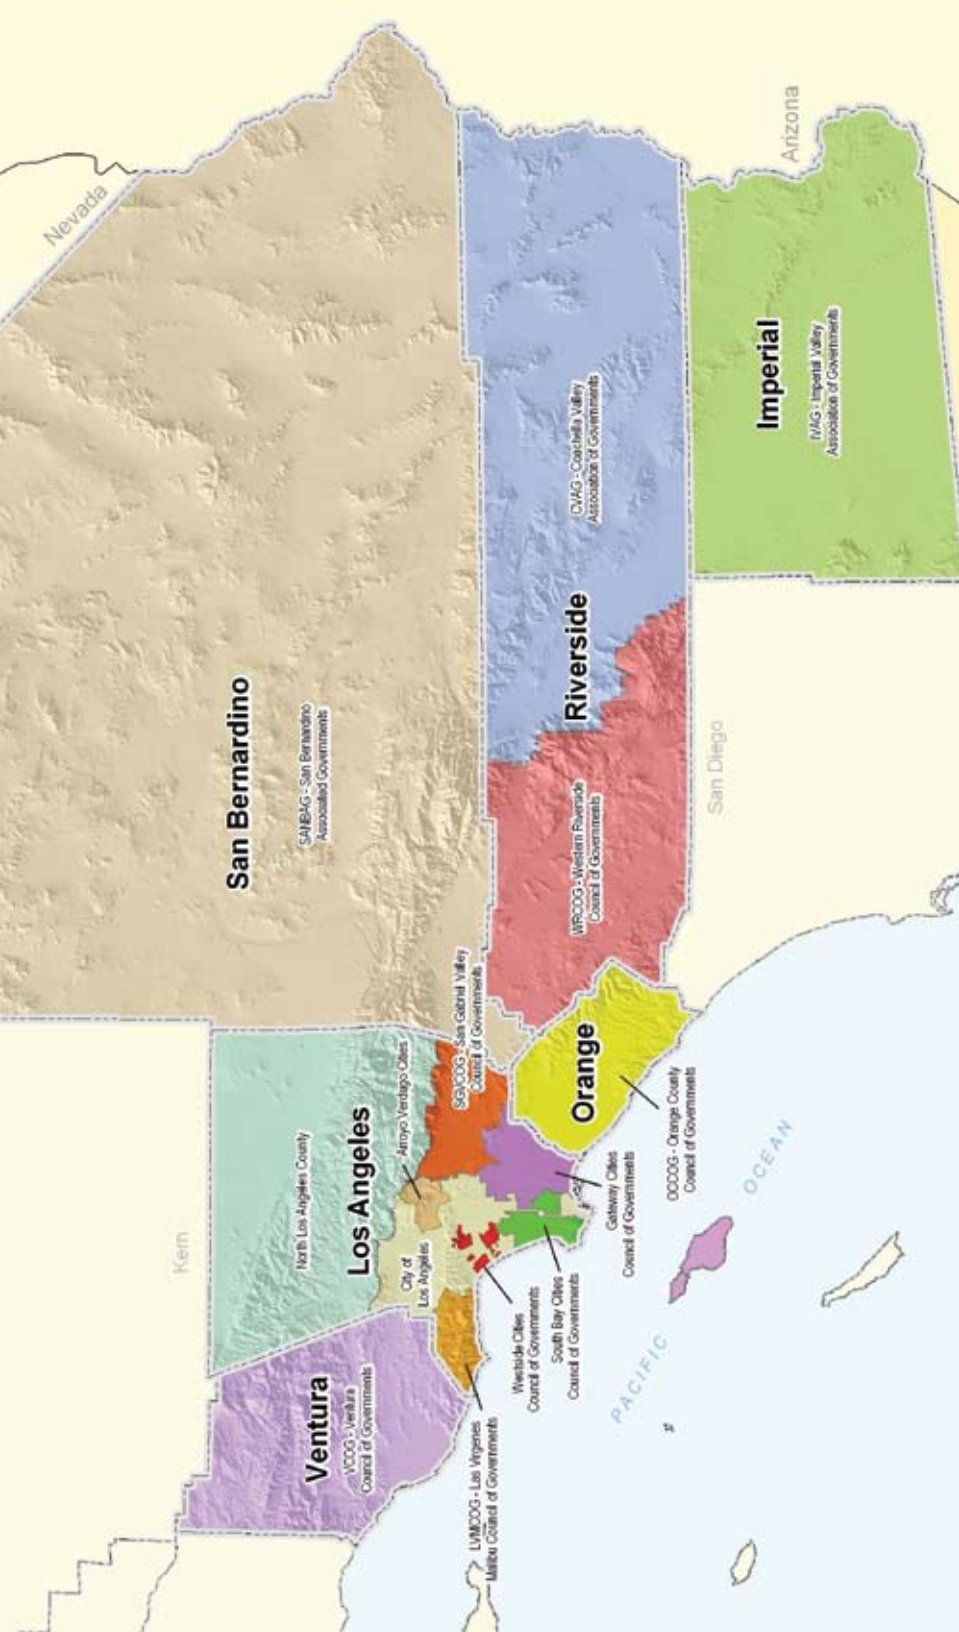 Nevada
Arizona
Kern
San Bernardino
SANBAG - San Bernardino
Associated Governments
North Los Angeles County
Los Angeles
Ventura
VCOG - Ventura
Council of Governments
City of
Los Angeles
Arroyo Verdugo Cities
SGVCOG - San Gabriel Valley
Council of Governments
LVMCOG - Las Virgenes
Malibu Council of Governments
Westside Cities
Council of Governments
South Bay Cities
Council of Governments
Gateway Cities
Council of Governments
Orange
OCCOG - Orange County
Council of Governments
Riverside
WRCOG - Western Riverside
Council of Governments
CVAG - Coachella Valley
Association of Governments
Imperial
IVAG - Imperial Valley
Association of Governments
San Diego
PACIFIC
OCEAN